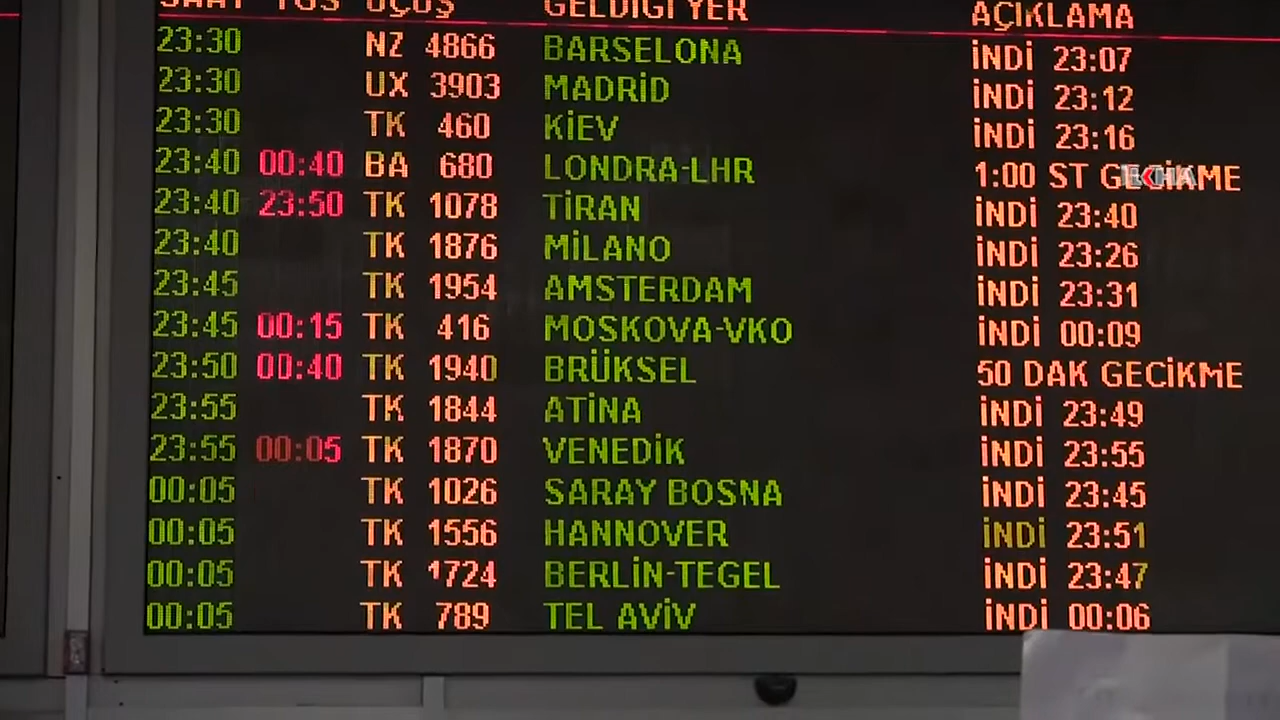 SAAT TGS UÇUŞ GELDİĞİ YER AÇIKLAMA
23:30 NZ 4866 BARSELONA İNDİ 23:07
23:30 UX 3903 MADRİD İNDİ 23:12
23:30 TK 460 KİEV İNDİ 23:16
23:40 00:40 BA 680 LONDRA-LHR 1:00 ST GECİKME
23:40 23:50 TK 1078 TİRAN İNDİ 23:40
23:40 TK 1876 MİLANO İNDİ 23:26
23:45 TK 1954 AMSTERDAM İNDİ 23:31
23:45 00:15 TK 416 MOSKOVA-VKO İNDİ 00:09
23:50 00:40 TK 1940 BRÜKSEL 50 DAK GECİKME
23:55 TK 1844 ATİNA İNDİ 23:49
23:55 00:05 TK 1870 VENEDİK İNDİ 23:55
00:05 TK 1026 SARAY BOSNA İNDİ 23:45
00:05 TK 1556 HANNOVER İNDİ 23:51
00:05 TK 1724 BERLİN-TEGEL İNDİ 23:47
00:05 TK 789 TEL AVİV İNDİ 00:06